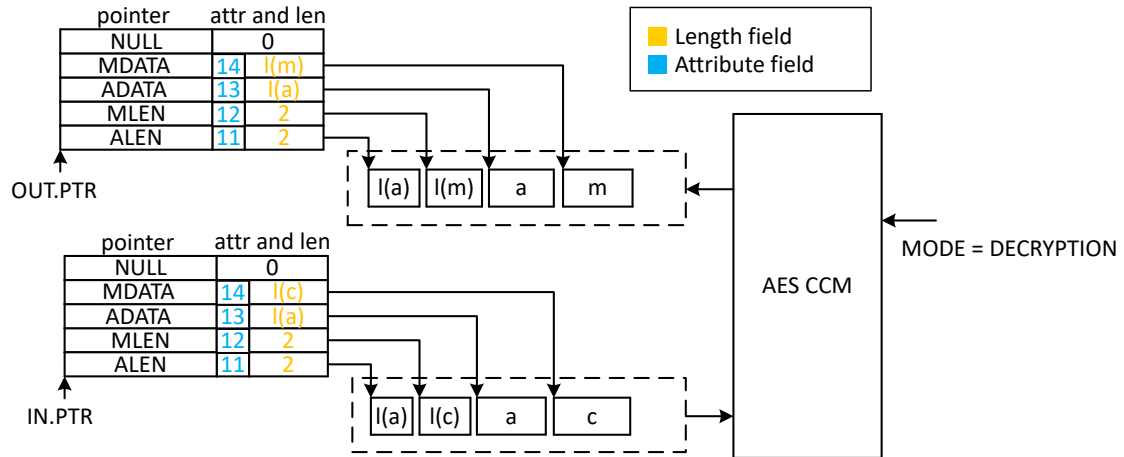 pointer attr and len
NULL 0
MDATA 14 l(m)
ADATA 13 l(a)
MLEN 12 2
ALEN 11 2
OUT.PTR
l(a) l(m) a m
Length field
Attribute field
pointer attr and len
NULL 0
MDATA 14 l(c)
ADATA 13 l(a)
MLEN 12 2
ALEN 11 2
IN.PTR
l(a) l(c) a c
AES CCM
MODE = DECRYPTION